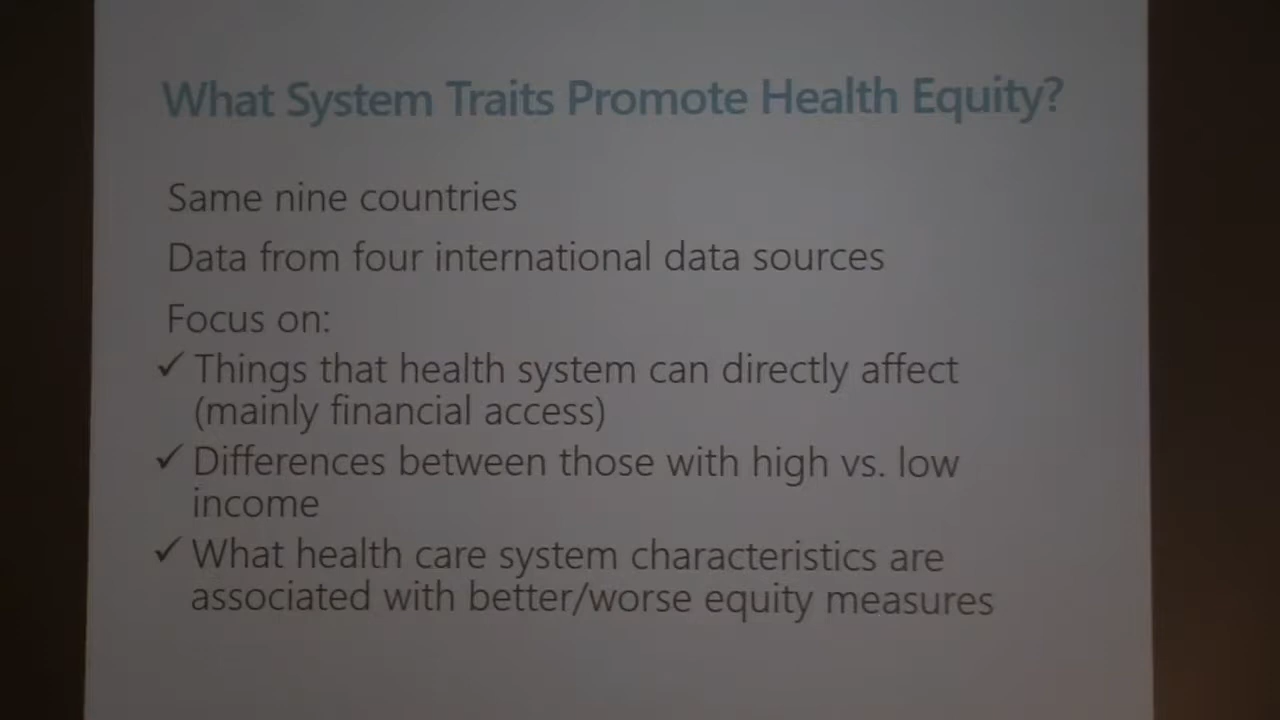 What System Traits Promote Health Equity?
Same nine countries
Data from four international data sources
Focus on:
✓ Things that health system can directly affect
(mainly financial access)
✓ Differences between those with high vs. low
income
✓ What health care system characteristics are
associated with better/worse equity measures